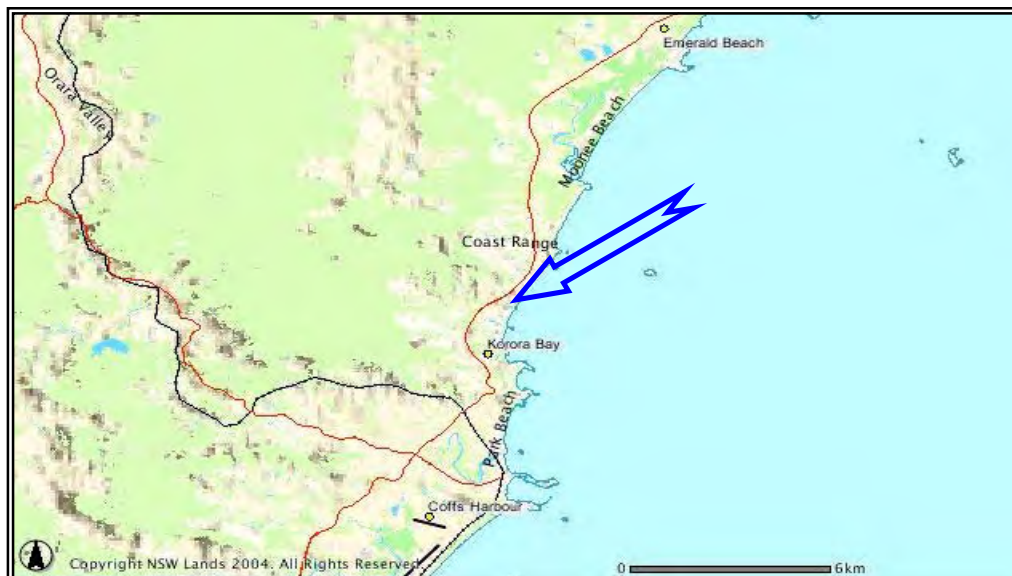 Emerald Beach
Orara Valley
Moonee Beach
Coast Range
Korora Bay
Park Beach
Coffs Harbour
Copyright NSW Lands 2004. All Rights Reserved
0 6km